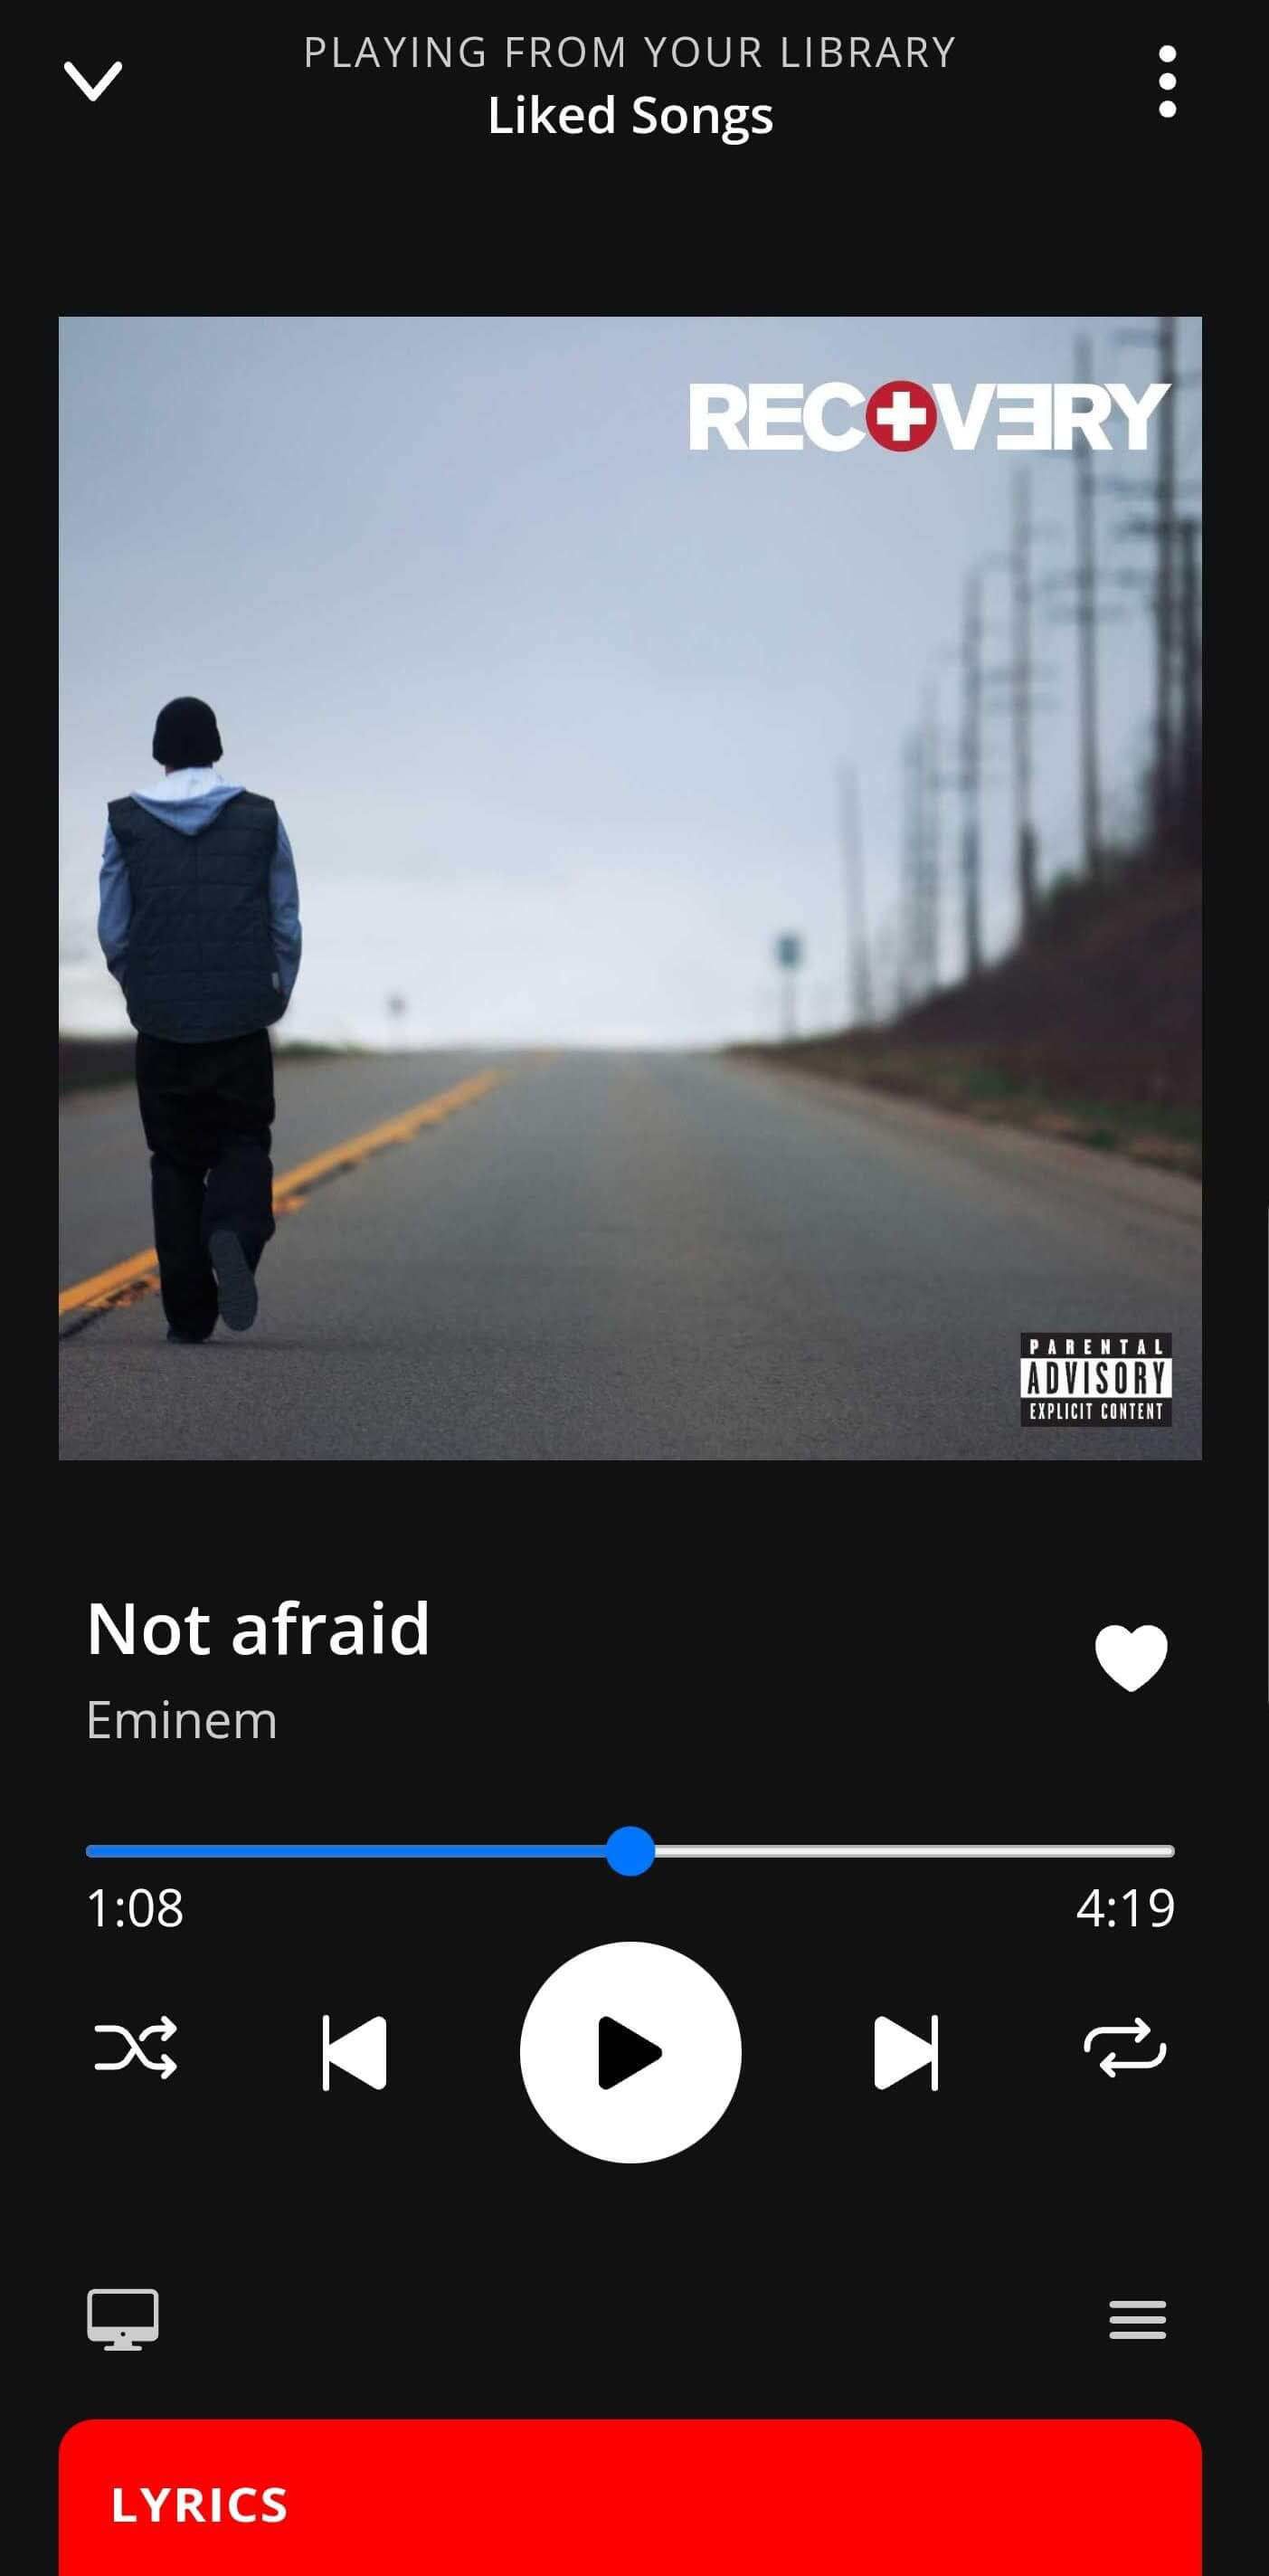 PLAYING FROM YOUR LIBRARY
Liked Songs
RECOVERY
PARENTAL
ADVISORY
EXPLICIT CONTENT
Not afraid
Eminem
1:08
4:19
LYRICS